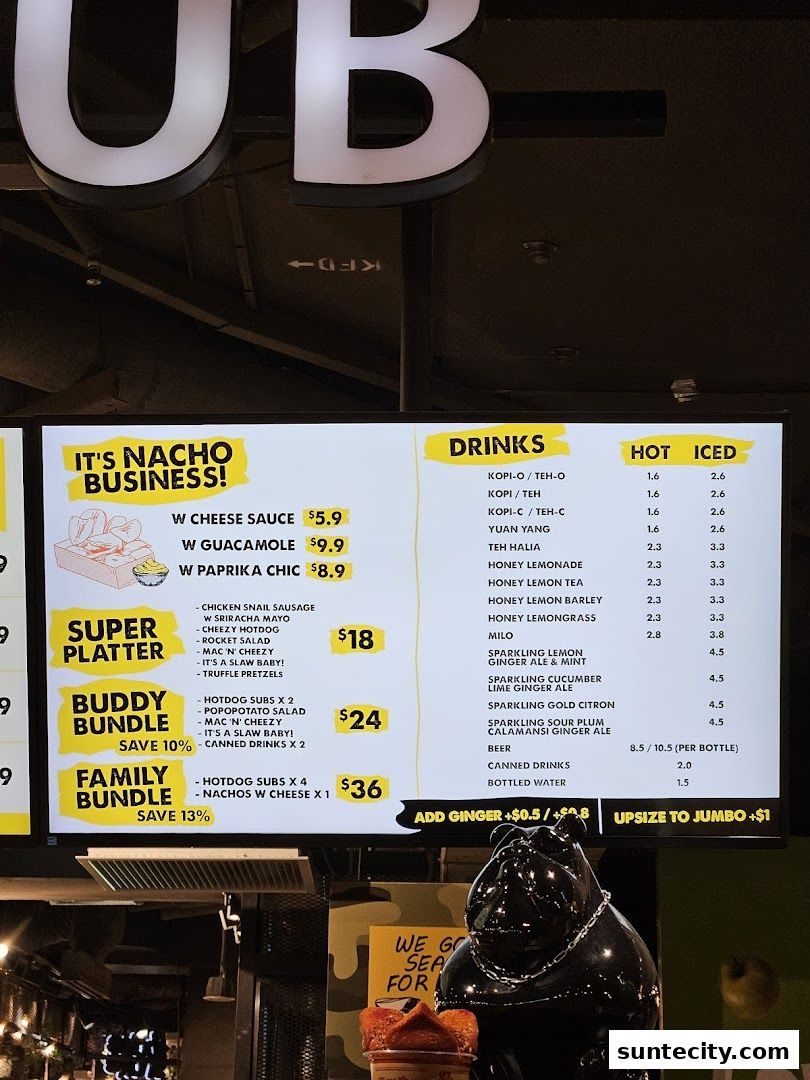 UB
KFD
9
9
9
9
IT'S NACHO
BUSINESS!
W CHEESE SAUCE $5.9
W GUACAMOLE $9.9
W PAPRIKA CHIC $8.9
SUPER
PLATTER
- CHICKEN SNAIL SAUSAGE
W SRIRACHA MAYO
- CHEEZY HOTDOG
- ROCKET SALAD
- MAC 'N' CHEEZY
- IT'S A SLAW BABY!
- TRUFFLE PRETZELS
$18
BUDDY
BUNDLE
SAVE 10%
- HOTDOG SUBS X 2
- POPOPOTATO SALAD
- MAC 'N' CHEEZY
- IT'S A SLAW BABY!
- CANNED DRINKS X 2
$24
FAMILY
BUNDLE
SAVE 13%
- HOTDOG SUBS X 4
- NACHOS W CHEESE X 1
$36
DRINKS HOT ICED
KOPI-O / TEH-O 1.6 2.6
KOPI / TEH 1.6 2.6
KOPI-C / TEH-C 1.6 2.6
YUAN YANG 1.6 2.6
TEH HALIA 2.3 3.3
HONEY LEMONADE 2.3 3.3
HONEY LEMON TEA 2.3 3.3
HONEY LEMON BARLEY 2.3 3.3
HONEY LEMONGRASS 2.3 3.3
MILO 2.8 3.8
SPARKLING LEMON
GINGER ALE & MINT 4.5
SPARKLING CUCUMBER
LIME GINGER ALE 4.5
SPARKLING GOLD CITRON 4.5
SPARKLING SOUR PLUM
CALAMANSI GINGER ALE 4.5
BEER 8.5 / 10.5 (PER BOTTLE)
CANNED DRINKS 2.0
BOTTLED WATER 1.5
ADD GINGER +$0.5 / +$0.8 UPSIZE TO JUMBO +$1
WE GO
SEA
FOR
suntecity.com